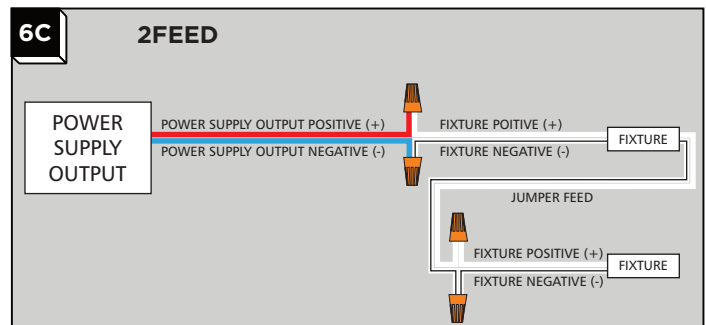 6C
2FEED
POWER
SUPPLY
OUTPUT
POWER SUPPLY OUTPUT POSITIVE (+)
POWER SUPPLY OUTPUT NEGATIVE (-)
FIXTURE POITIVE (+)
FIXTURE NEGATIVE (-)
FIXTURE
JUMPER FEED
FIXTURE POSITIVE (+)
FIXTURE NEGATIVE (-)
FIXTURE